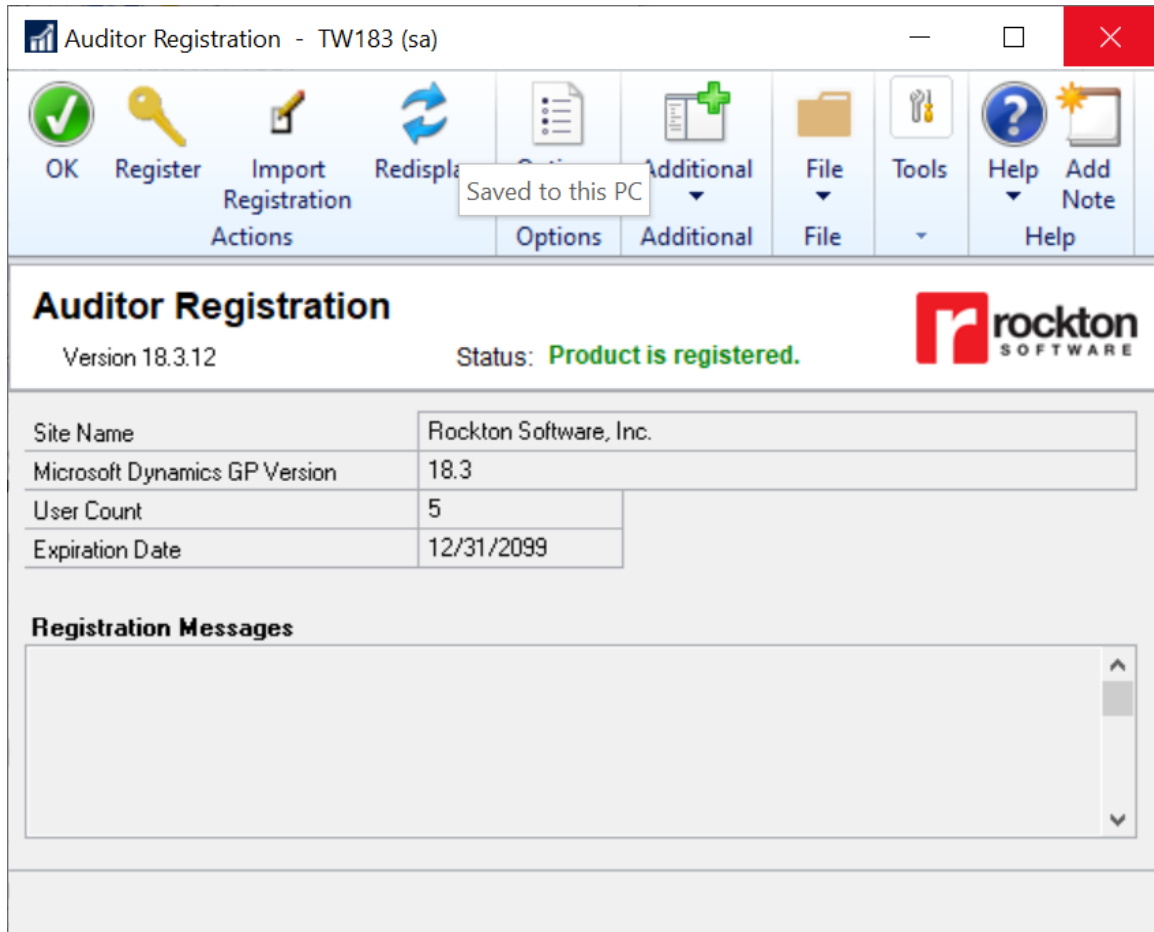 Auditor Registration - TW183 (sa)
OK
Register
Import
Registration
Redispla
Additional
File
Tools
Help
Add
Note
Saved to this PC
Actions
Options
Additional
File
Help
Auditor Registration
Version 18.3.12
Status: Product is registered.
rockton
SOFTWARE
Site Name
Rockton Software, Inc.
Microsoft Dynamics GP Version
18.3
User Count
5
Expiration Date
12/31/2099
Registration Messages